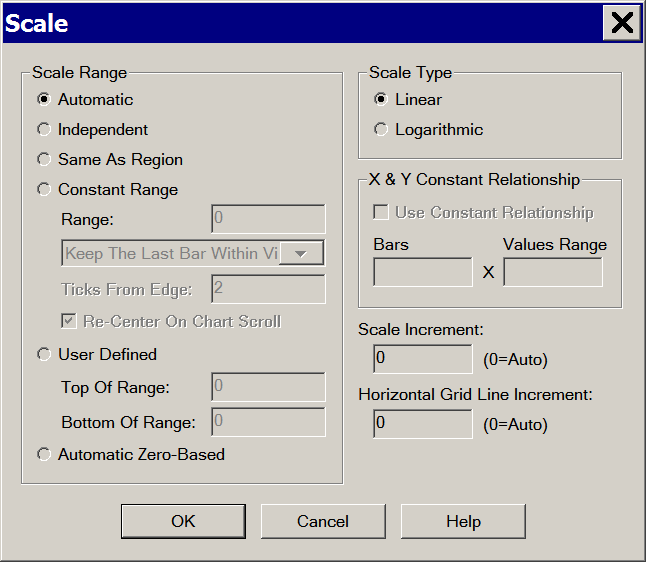 Scale
Scale Range
Automatic
Independent
Same As Region
Constant Range
Range: 0
Keep The Last Bar Within Vi
Ticks From Edge: 2
Re-Center On Chart Scroll
User Defined
Top Of Range: 0
Bottom Of Range: 0
Automatic Zero-Based
Scale Type
Linear
Logarithmic
X & Y Constant Relationship
Use Constant Relationship
Bars Values Range
X
Scale Increment:
0 (0=Auto)
Horizontal Grid Line Increment:
0 (0=Auto)
OK Cancel Help